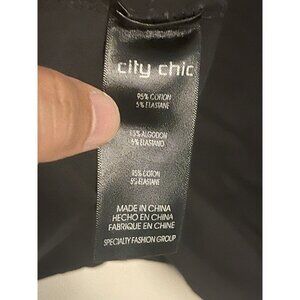 city chic
95% COTTON
5% ELASTANE
95% ALGODON
5% ELASTANO
95% COTON
5% ELASTANE
MADE IN CHINA
HECHO EN CHINA
FABRIQUE EN CHINE
SPECIALTY FASHION GROUP